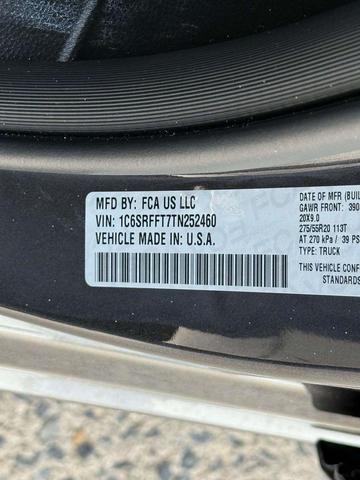 MFD BY: FCA US LLC
VIN: 1C6SRFFT7TN252460
VEHICLE MADE IN: U.S.A.
DATE OF MFR (BUIL
GAWR FRONT: 390
20X9.0
275/55R20 113T
AT 270 kPa / 39 PS
TYPE: TRUCK
THIS VEHICLE CONF
STANDARDS